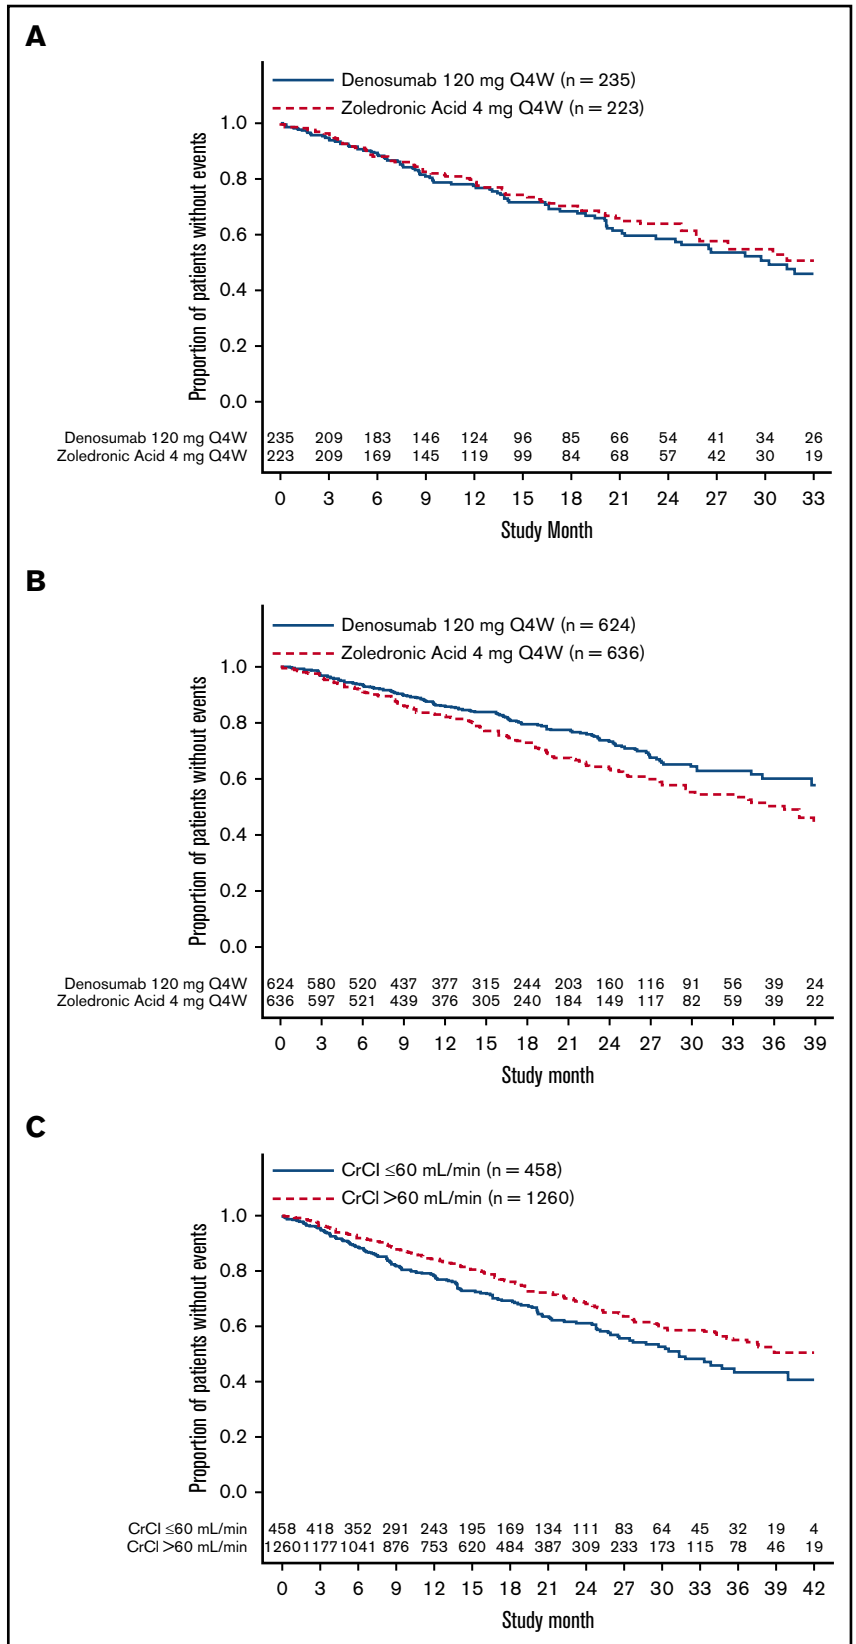 A
Denosumab 120 mg Q4W (n = 235)
Zoledronic Acid 4 mg Q4W (n = 223)
Proportion of patients without events
1.0
0.8
0.6
0.4
0.2
0.0
Denosumab 120 mg Q4W 235 209 183 146 124 96 85 66 54 41 34 26
Zoledronic Acid 4 mg Q4W 223 209 169 145 119 99 84 68 57 42 30 19
0 3 6 9 12 15 18 21 24 27 30 33
Study Month
B
Denosumab 120 mg Q4W (n = 624)
Zoledronic Acid 4 mg Q4W (n = 636)
Proportion of patients without events
1.0
0.8
0.6
0.4
0.2
0.0
Denosumab 120 mg Q4W 624 580 520 437 377 315 244 203 160 116 91 56 39 24
Zoledronic Acid 4 mg Q4W 636 597 521 439 376 305 240 184 149 117 82 59 39 22
0 3 6 9 12 15 18 21 24 27 30 33 36 39
Study month
C
CrCl ≤60 mL/min (n = 458)
CrCl >60 mL/min (n = 1260)
Proportion of patients without events
1.0
0.8
0.6
0.4
0.2
0.0
CrCl ≤60 mL/min 458 418 352 291 243 195 169 134 111 83 64 45 32 19 4
CrCl >60 mL/min 1260 1177 1041 876 753 620 484 387 309 233 173 115 78 46 19
0 3 6 9 12 15 18 21 24 27 30 33 36 39 42
Study month